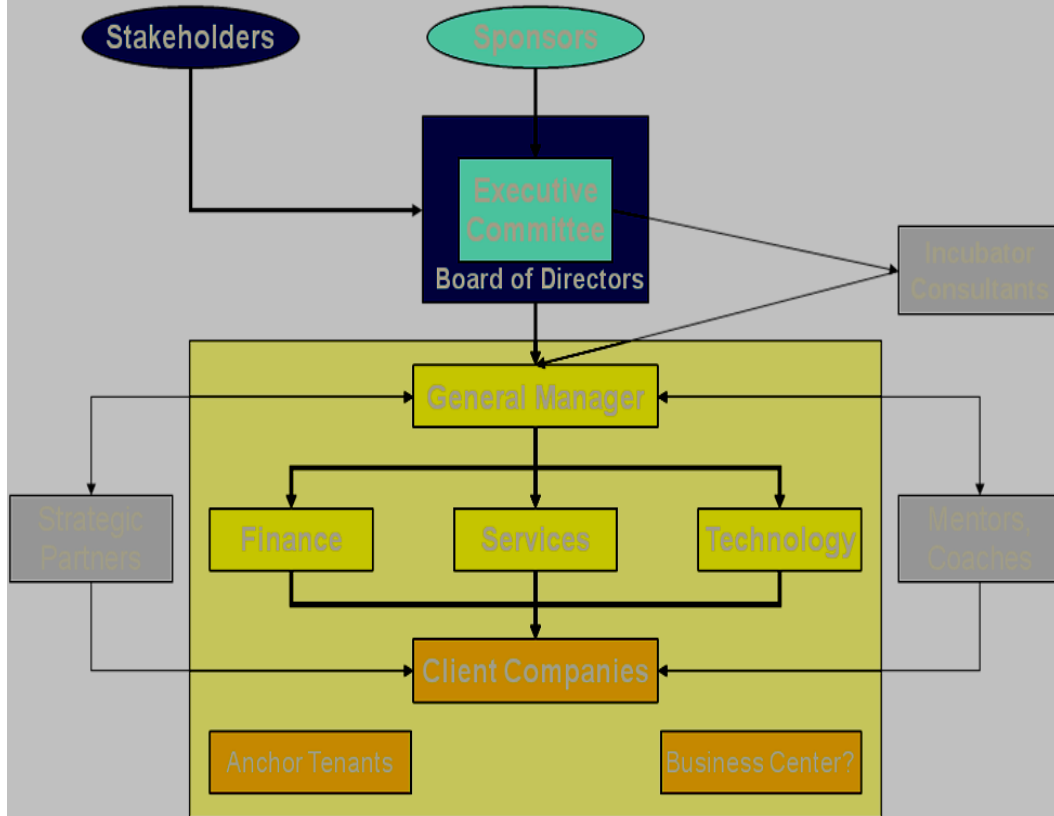 Stakeholders
Sponsors
Executive
Committee
Board of Directors
Incubator
Consultants
General Manager
Strategic
Partners
Finance
Services
Technology
Mentors,
Coaches
Client Companies
Anchor Tenants
Business Center?